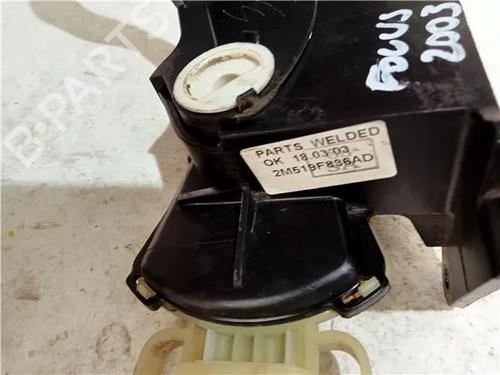 FOCUS
2003
PARTS WELDED
OK 18.03.03
2M519F836AD
B-PARTS